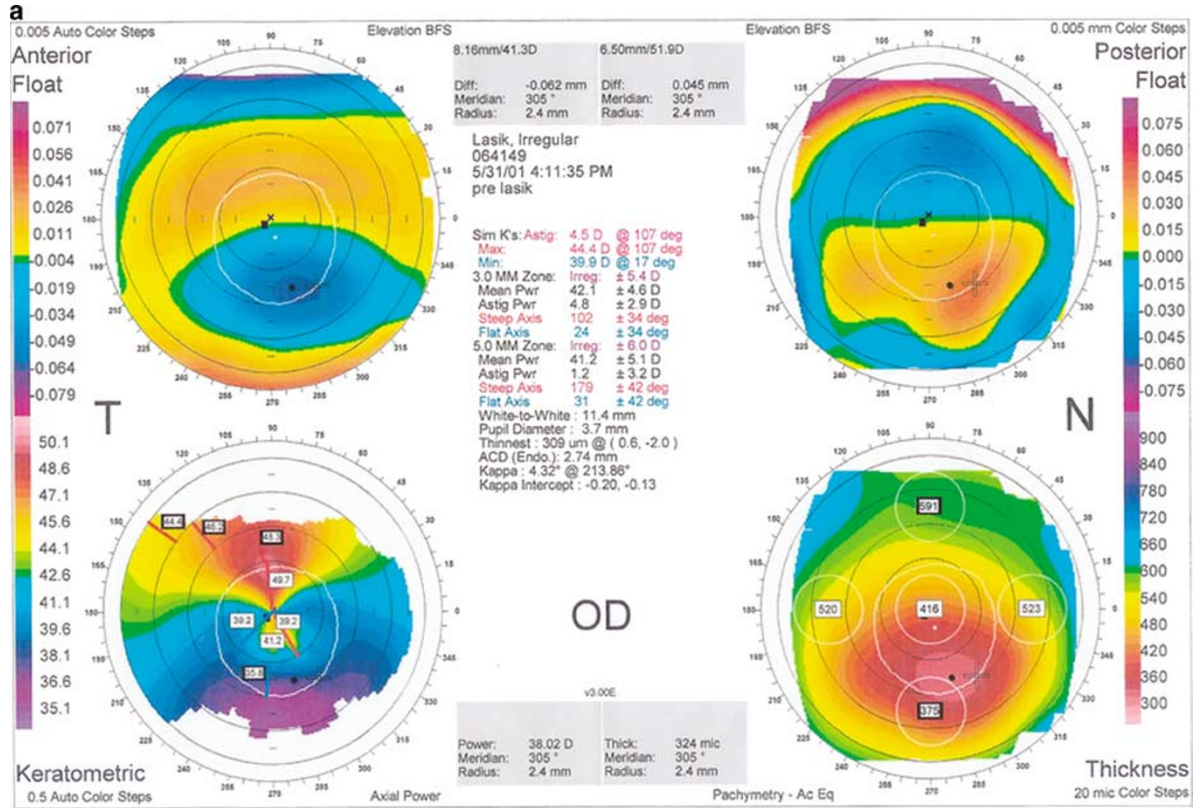 a
0.005 Auto Color Steps
Elevation BFS
Anterior
Float
0.071
0.056
0.041
0.026
0.011
-0.004
-0.019
-0.034
-0.049
-0.064
-0.079
8.16mm/41.3D
Diff: -0.062 mm
Meridian: 305 °
Radius: 2.4 mm
6.50mm/51.9D
Diff: 0.045 mm
Meridian: 305 °
Radius: 2.4 mm
Elevation BFS
0.005 mm Color Steps
Posterior
Float
0.075
0.060
0.045
0.030
0.015
0.000
-0.015
-0.030
-0.045
-0.060
-0.075
Lasik, Irregular
064149
5/31/01 4:11:35 PM
pre lasik
Sim K's: Astig: 4.5 D @ 107 deg
Max: 44.4 D @ 107 deg
Min: 39.9 D @ 17 deg
3.0 MM Zone: Irreg: ± 5.4 D
Mean Pwr 42.1 ± 4.6 D
Astig Pwr 4.8 ± 2.9 D
Steep Axis 102 ± 34 deg
Flat Axis 24 ± 34 deg
5.0 MM Zone: Irreg: ± 6.0 D
Mean Pwr 41.2 ± 5.1 D
Astig Pwr 1.2 ± 3.2 D
Steep Axis 179 ± 42 deg
Flat Axis 31 ± 42 deg
White-to-White : 11.4 mm
Pupil Diameter : 3.7 mm
Thinnest : 309 um @ ( 0.6, -2.0 )
ACD (Endo.): 2.74 mm
Kappa : 4.32° @ 213.86°
Kappa Intercept : -0.20, -0.13
T
N
OD
v3.00E
50.1
48.6
47.1
45.6
44.1
42.6
41.1
39.6
38.1
36.6
35.1
Keratometric
0.5 Auto Color Steps
Axial Power
44.4
46.2
48.3
49.7
39.2
39.2
41.2
35.8
Power: 38.02 D
Meridian: 305 °
Radius: 2.4 mm
Thick: 324 mic
Meridian: 305 °
Radius: 2.4 mm
591
520
416
523
375
900
840
780
720
660
600
540
480
420
360
300
Thickness
Pachymetry - Ac Eq
20 mic Color Steps